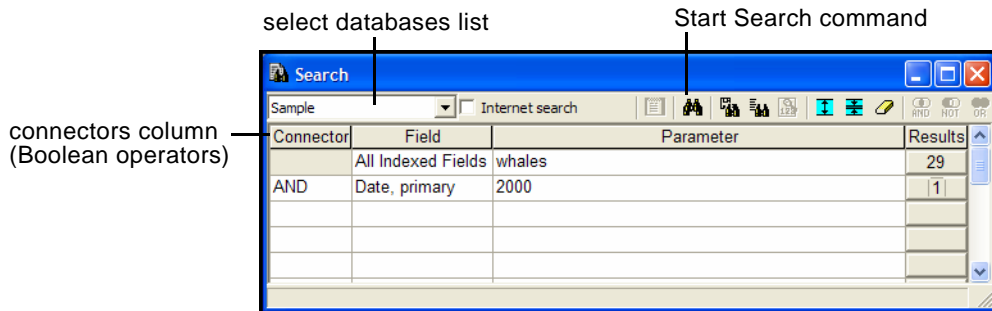 select databases list
Start Search command
Search
Sample
Internet search
AND NOT OR
connectors column
(Boolean operators)
Connector Field Parameter Results
All Indexed Fields whales 29
AND Date, primary 2000 1